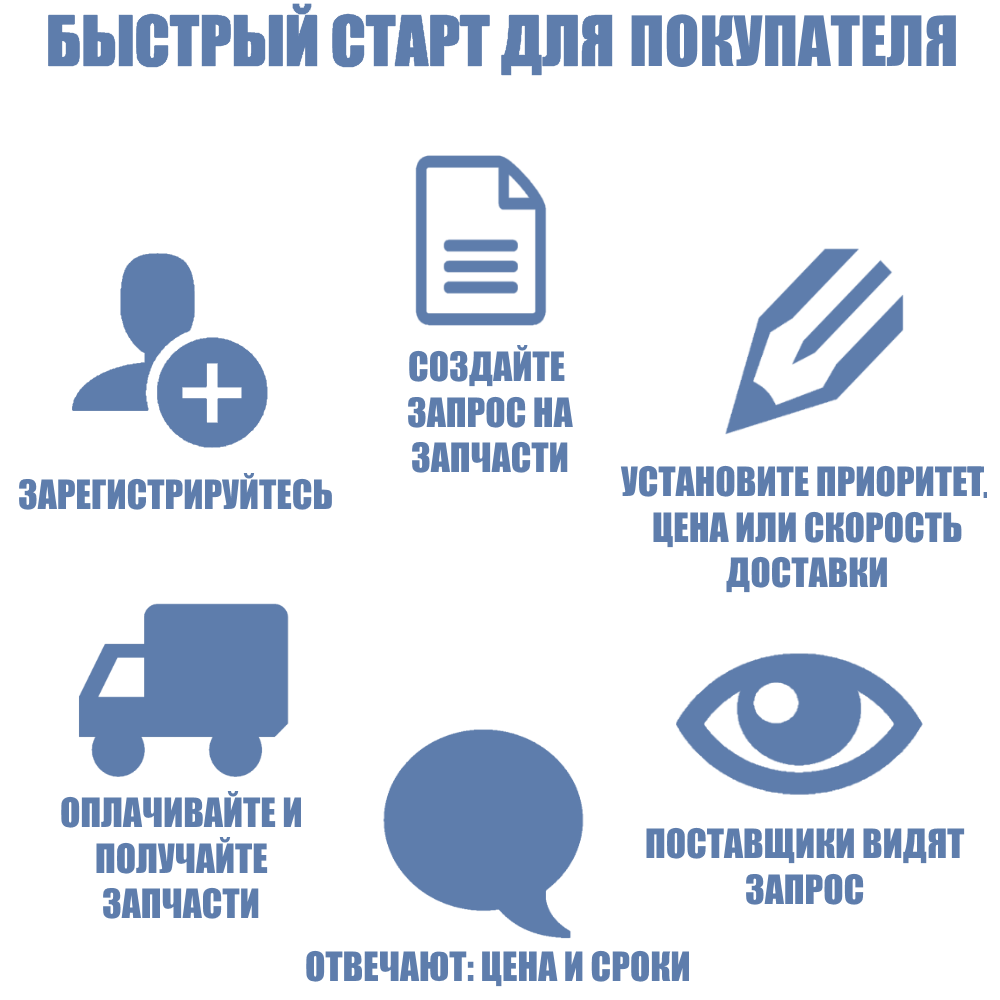 БЫСТРЫЙ СТАРТ ДЛЯ ПОКУПАТЕЛЯ
ЗАРЕГИСТРИРУЙТЕСЬ
СОЗДАЙТЕ
ЗАПРОС НА
ЗАПЧАСТИ
УСТАНОВИТЕ ПРИОРИТЕТ.
ЦЕНА ИЛИ СКОРОСТЬ
ДОСТАВКИ
ПОСТАВЩИКИ ВИДЯТ
ЗАПРОС
ОТВЕЧАЮТ: ЦЕНА И СРОКИ
ОПЛАЧИВАЙТЕ И
ПОЛУЧАЙТЕ
ЗАПЧАСТИ